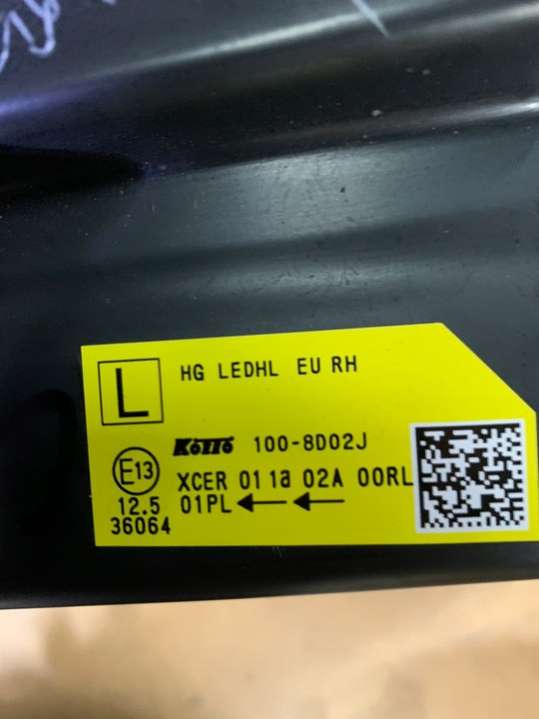 L
HG LEDHL EU RH
KOITO 100-8D02J
E13
XCER 01 1a 02A 00RL
12.5 01PL ← ←
36064